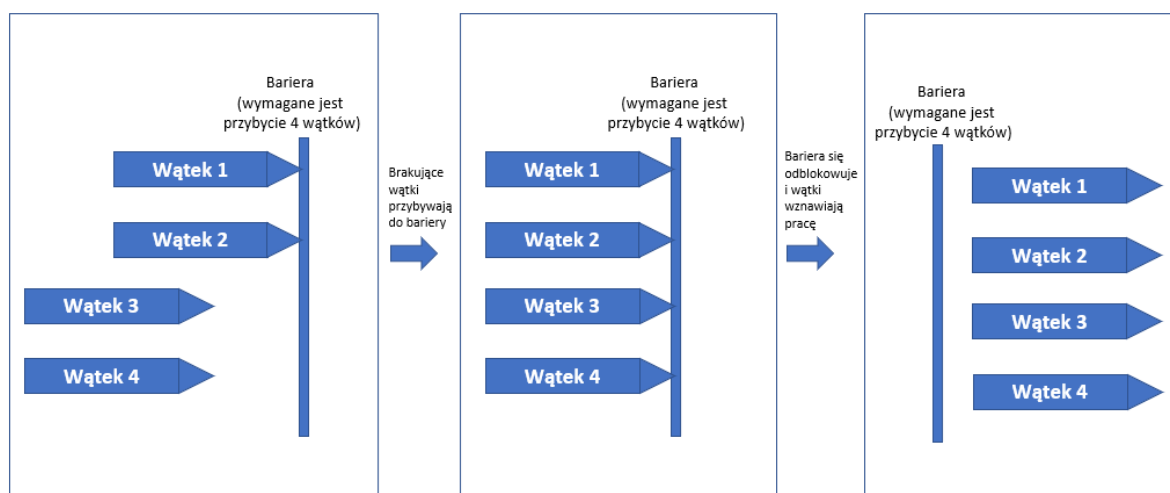 Bariera
(wymagane jest
przybycie 4 wątków)
Wątek 1
Wątek 2
Wątek 3
Wątek 4
Brakujące
wątki
przybywają
do bariery
Bariera
(wymagane jest
przybycie 4 wątków)
Wątek 1
Wątek 2
Wątek 3
Wątek 4
Bariera się
odblokowuje
i wątki
wznawiają
pracę
Bariera
(wymagane jest
przybycie 4 wątków)
Wątek 1
Wątek 2
Wątek 3
Wątek 4